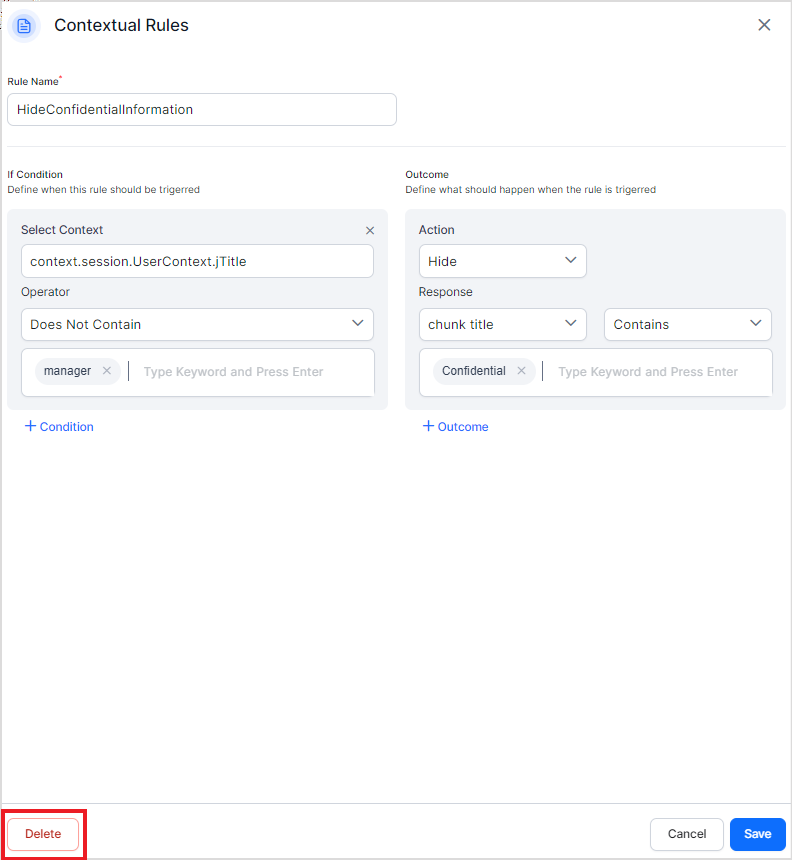 Contextual Rules
Rule Name*
HideConfidentialInformation
If Condition
Define when this rule should be trigerred
Select Context
context.session.UserContext.jTitle
Operator
Does Not Contain
manager Type Keyword and Press Enter
+ Condition
Outcome
Define what should happen when the rule is trigerred
Action
Hide
Response
chunk title Contains
Confidential Type Keyword and Press Enter
+ Outcome
Delete Cancel Save